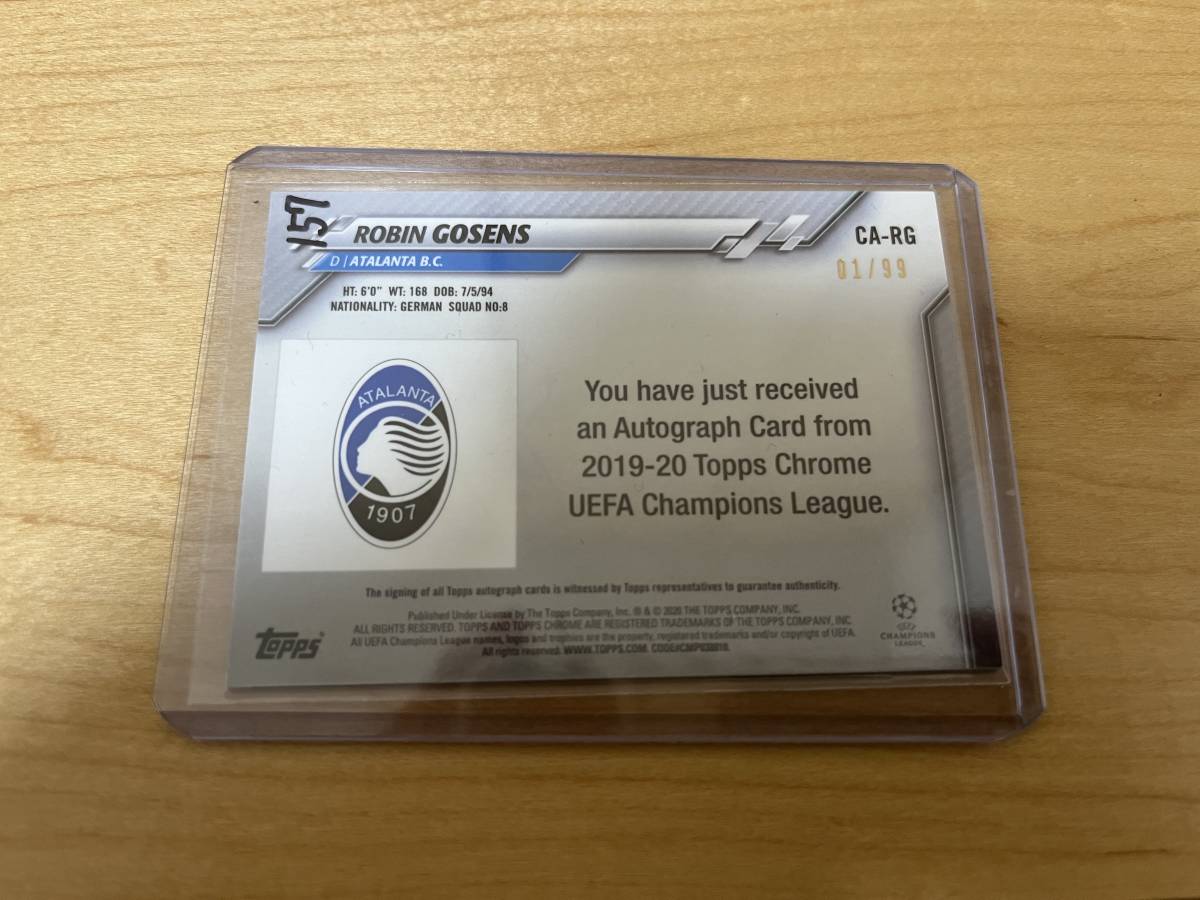 157
ROBIN GOSENS
CA-RG
D | ATALANTA B.C.
01/99
HT: 6'0" WT: 168 DOB: 7/5/94
NATIONALITY: GERMAN SQUAD NO:8
ATALANTA
1907
You have just received
an Autograph Card from
2019-20 Topps Chrome
UEFA Champions League.
The signing of all Topps autograph cards is witnessed by Topps representatives to guarantee authenticity.
Published Under License by The Topps Company, Inc. ® & © 2020 THE TOPPS COMPANY, INC.
ALL RIGHTS RESERVED. TOPPS AND TOPPS CHROME ARE REGISTERED TRADEMARKS OF THE TOPPS COMPANY, INC.
All UEFA Champions League names, logos and trophies are the property, registered trademarks and/or copyright of UEFA.
All rights reserved. WWW.TOPPS.COM.
topps
CHAMPIONS
LEAGUE